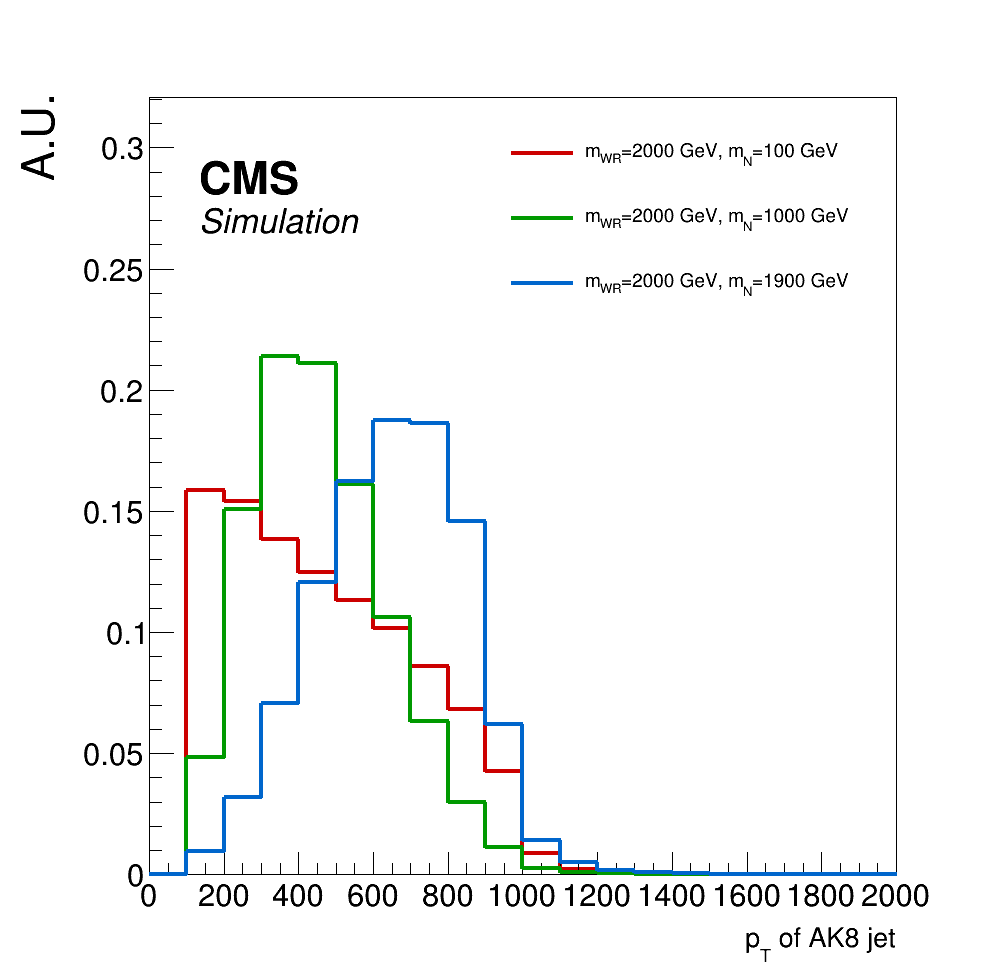 A.U.
CMS
Simulation
m_WR=2000 GeV, m_N=100 GeV
m_WR=2000 GeV, m_N=1000 GeV
m_WR=2000 GeV, m_N=1900 GeV
0.3
0.25
0.2
0.15
0.1
0.05
0
0 200 400 600 800 1000 1200 1400 1600 1800 2000
p_T of AK8 jet